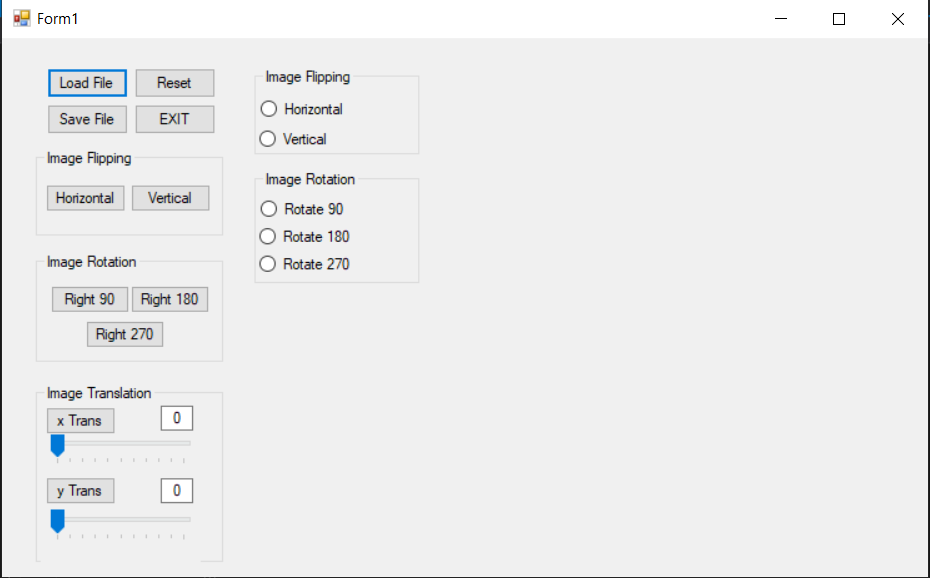 Form1
Load File
Reset
Save File
EXIT
Image Flipping
Horizontal
Vertical
Image Rotation
Right 90
Right 180
Right 270
Image Translation
x Trans
0
y Trans
0
Image Flipping
Horizontal
Vertical
Image Rotation
Rotate 90
Rotate 180
Rotate 270